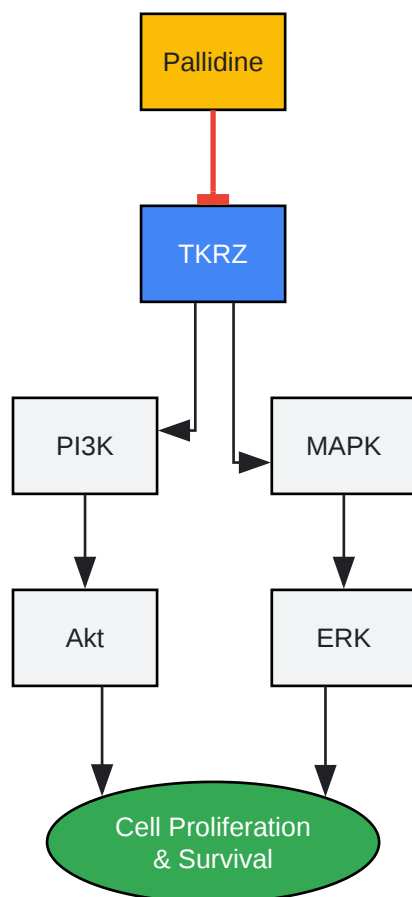 Pallidine
TKRZ
PI3K
MAPK
Akt
ERK
Cell Proliferation
& Survival